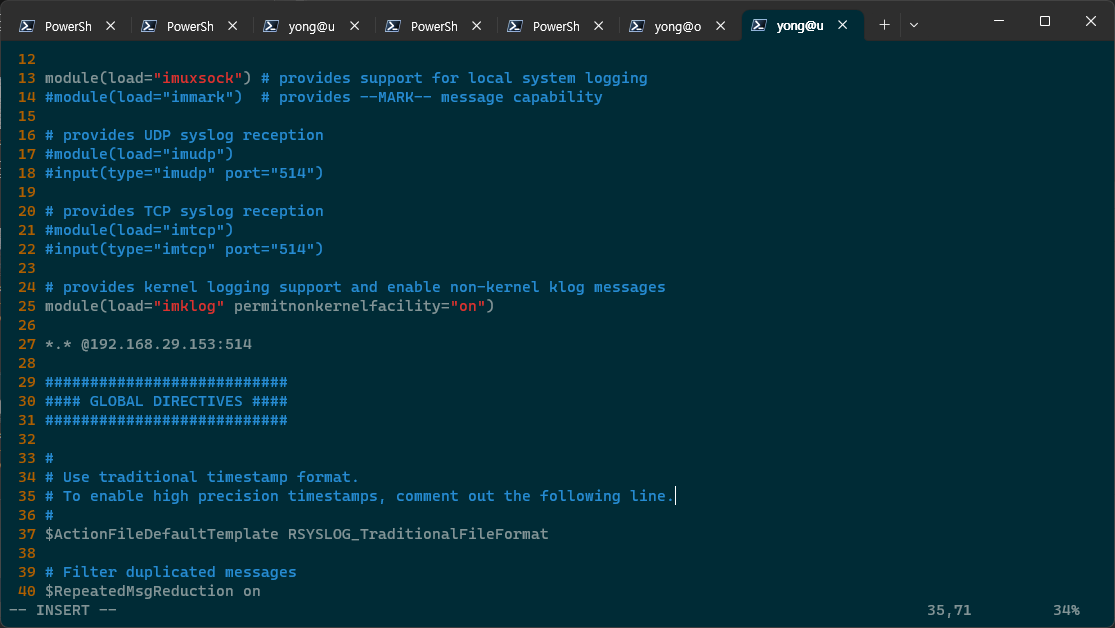 PowerSh PowerSh yong@u PowerSh PowerSh yong@o yong@u
12
13 module(load="imuxsock") # provides support for local system logging
14 #module(load="immark")  # provides --MARK-- message capability
15
16 # provides UDP syslog reception
17 #module(load="imudp")
18 #input(type="imudp" port="514")
19
20 # provides TCP syslog reception
21 #module(load="imtcp")
22 #input(type="imtcp" port="514")
23
24 # provides kernel logging support and enable non-kernel klog messages
25 module(load="imklog" permitnonkernelfacility="on")
26
27 *.* @192.168.29.153:514
28
29 ###########################
30 #### GLOBAL DIRECTIVES ####
31 ###########################
32
33 #
34 # Use traditional timestamp format.
35 # To enable high precision timestamps, comment out the following line.
36 #
37 $ActionFileDefaultTemplate RSYSLOG_TraditionalFileFormat
38
39 # Filter duplicated messages
40 $RepeatedMsgReduction on
-- INSERT -- 35,71 34%